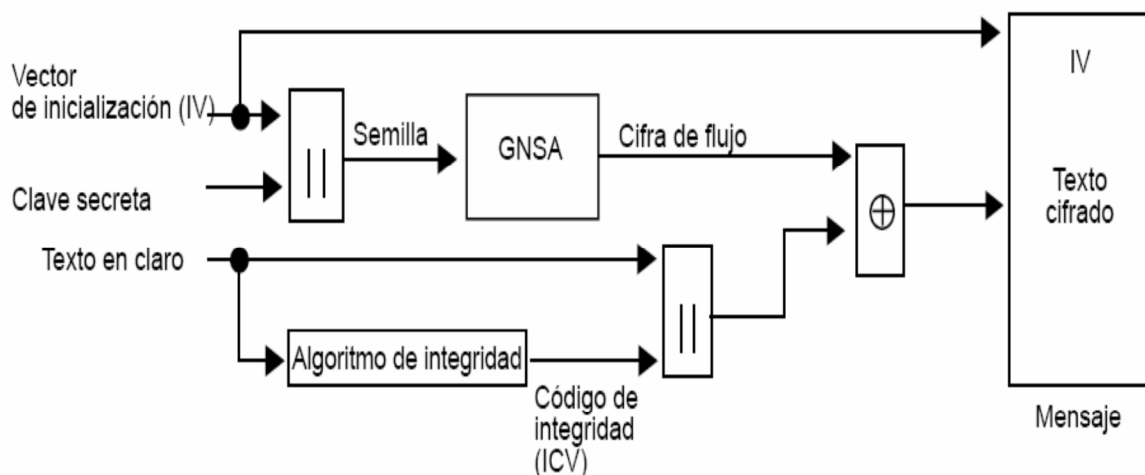 Vector
de inicialización (IV)
Clave secreta
||
Semilla
GNSA
Cifra de flujo
⊕
IV
Texto
cifrado
Texto en claro
||
Algoritmo de integridad
Código de
integridad
(ICV)
Mensaje